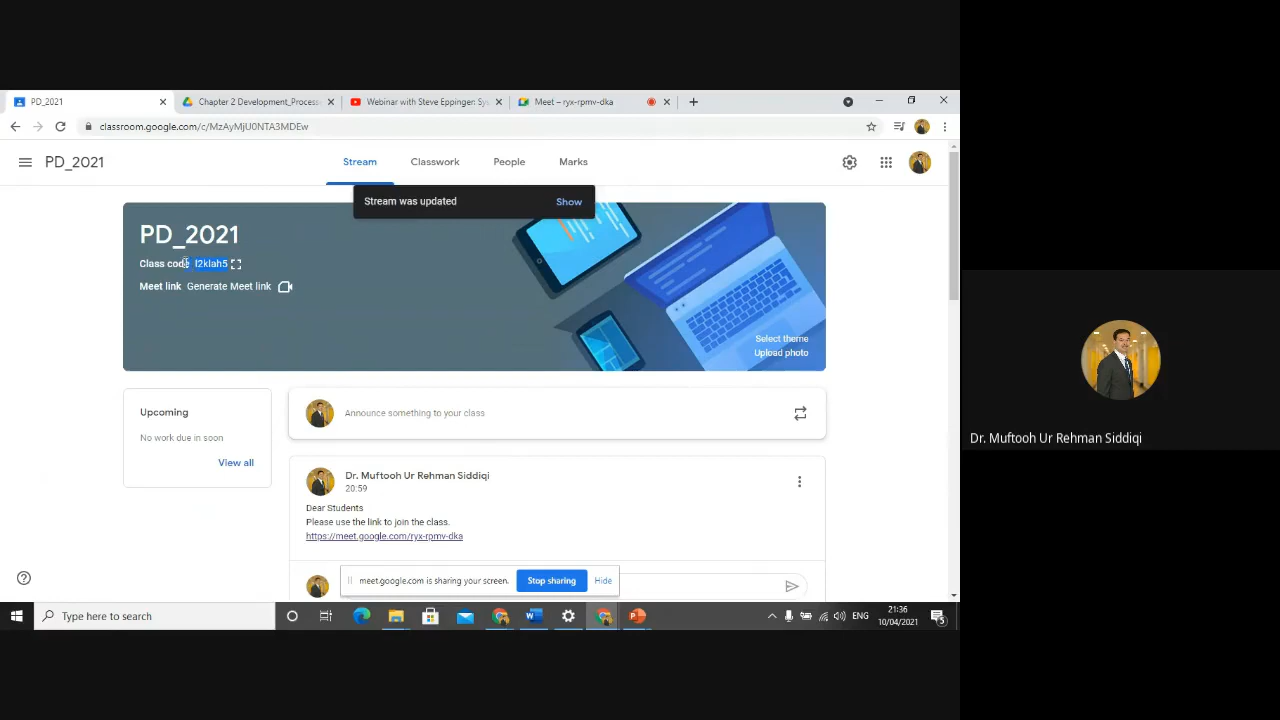 PD_2021
Chapter 2 Development_Process
Webinar with Steve Eppinger: Sys
Meet – ryx-rpmv-dka
classroom.google.com/c/MzAyMjU0NTA3MDEw
PD_2021
Stream
Classwork
People
Marks
Stream was updated
Show
PD_2021
Class code l2klah5
Meet link Generate Meet link
Select theme
Upload photo
Upcoming
No work due in soon
View all
Announce something to your class
Dr. Muftooh Ur Rehman Siddiqi
20:59
Dear Students
Please use the link to join the class.
https://meet.google.com/ryx-rpmv-dka
meet.google.com is sharing your screen.
Stop sharing
Hide
Type here to search
ENG
21:36
10/04/2021
5
Dr. Muftooh Ur Rehman Siddiqi